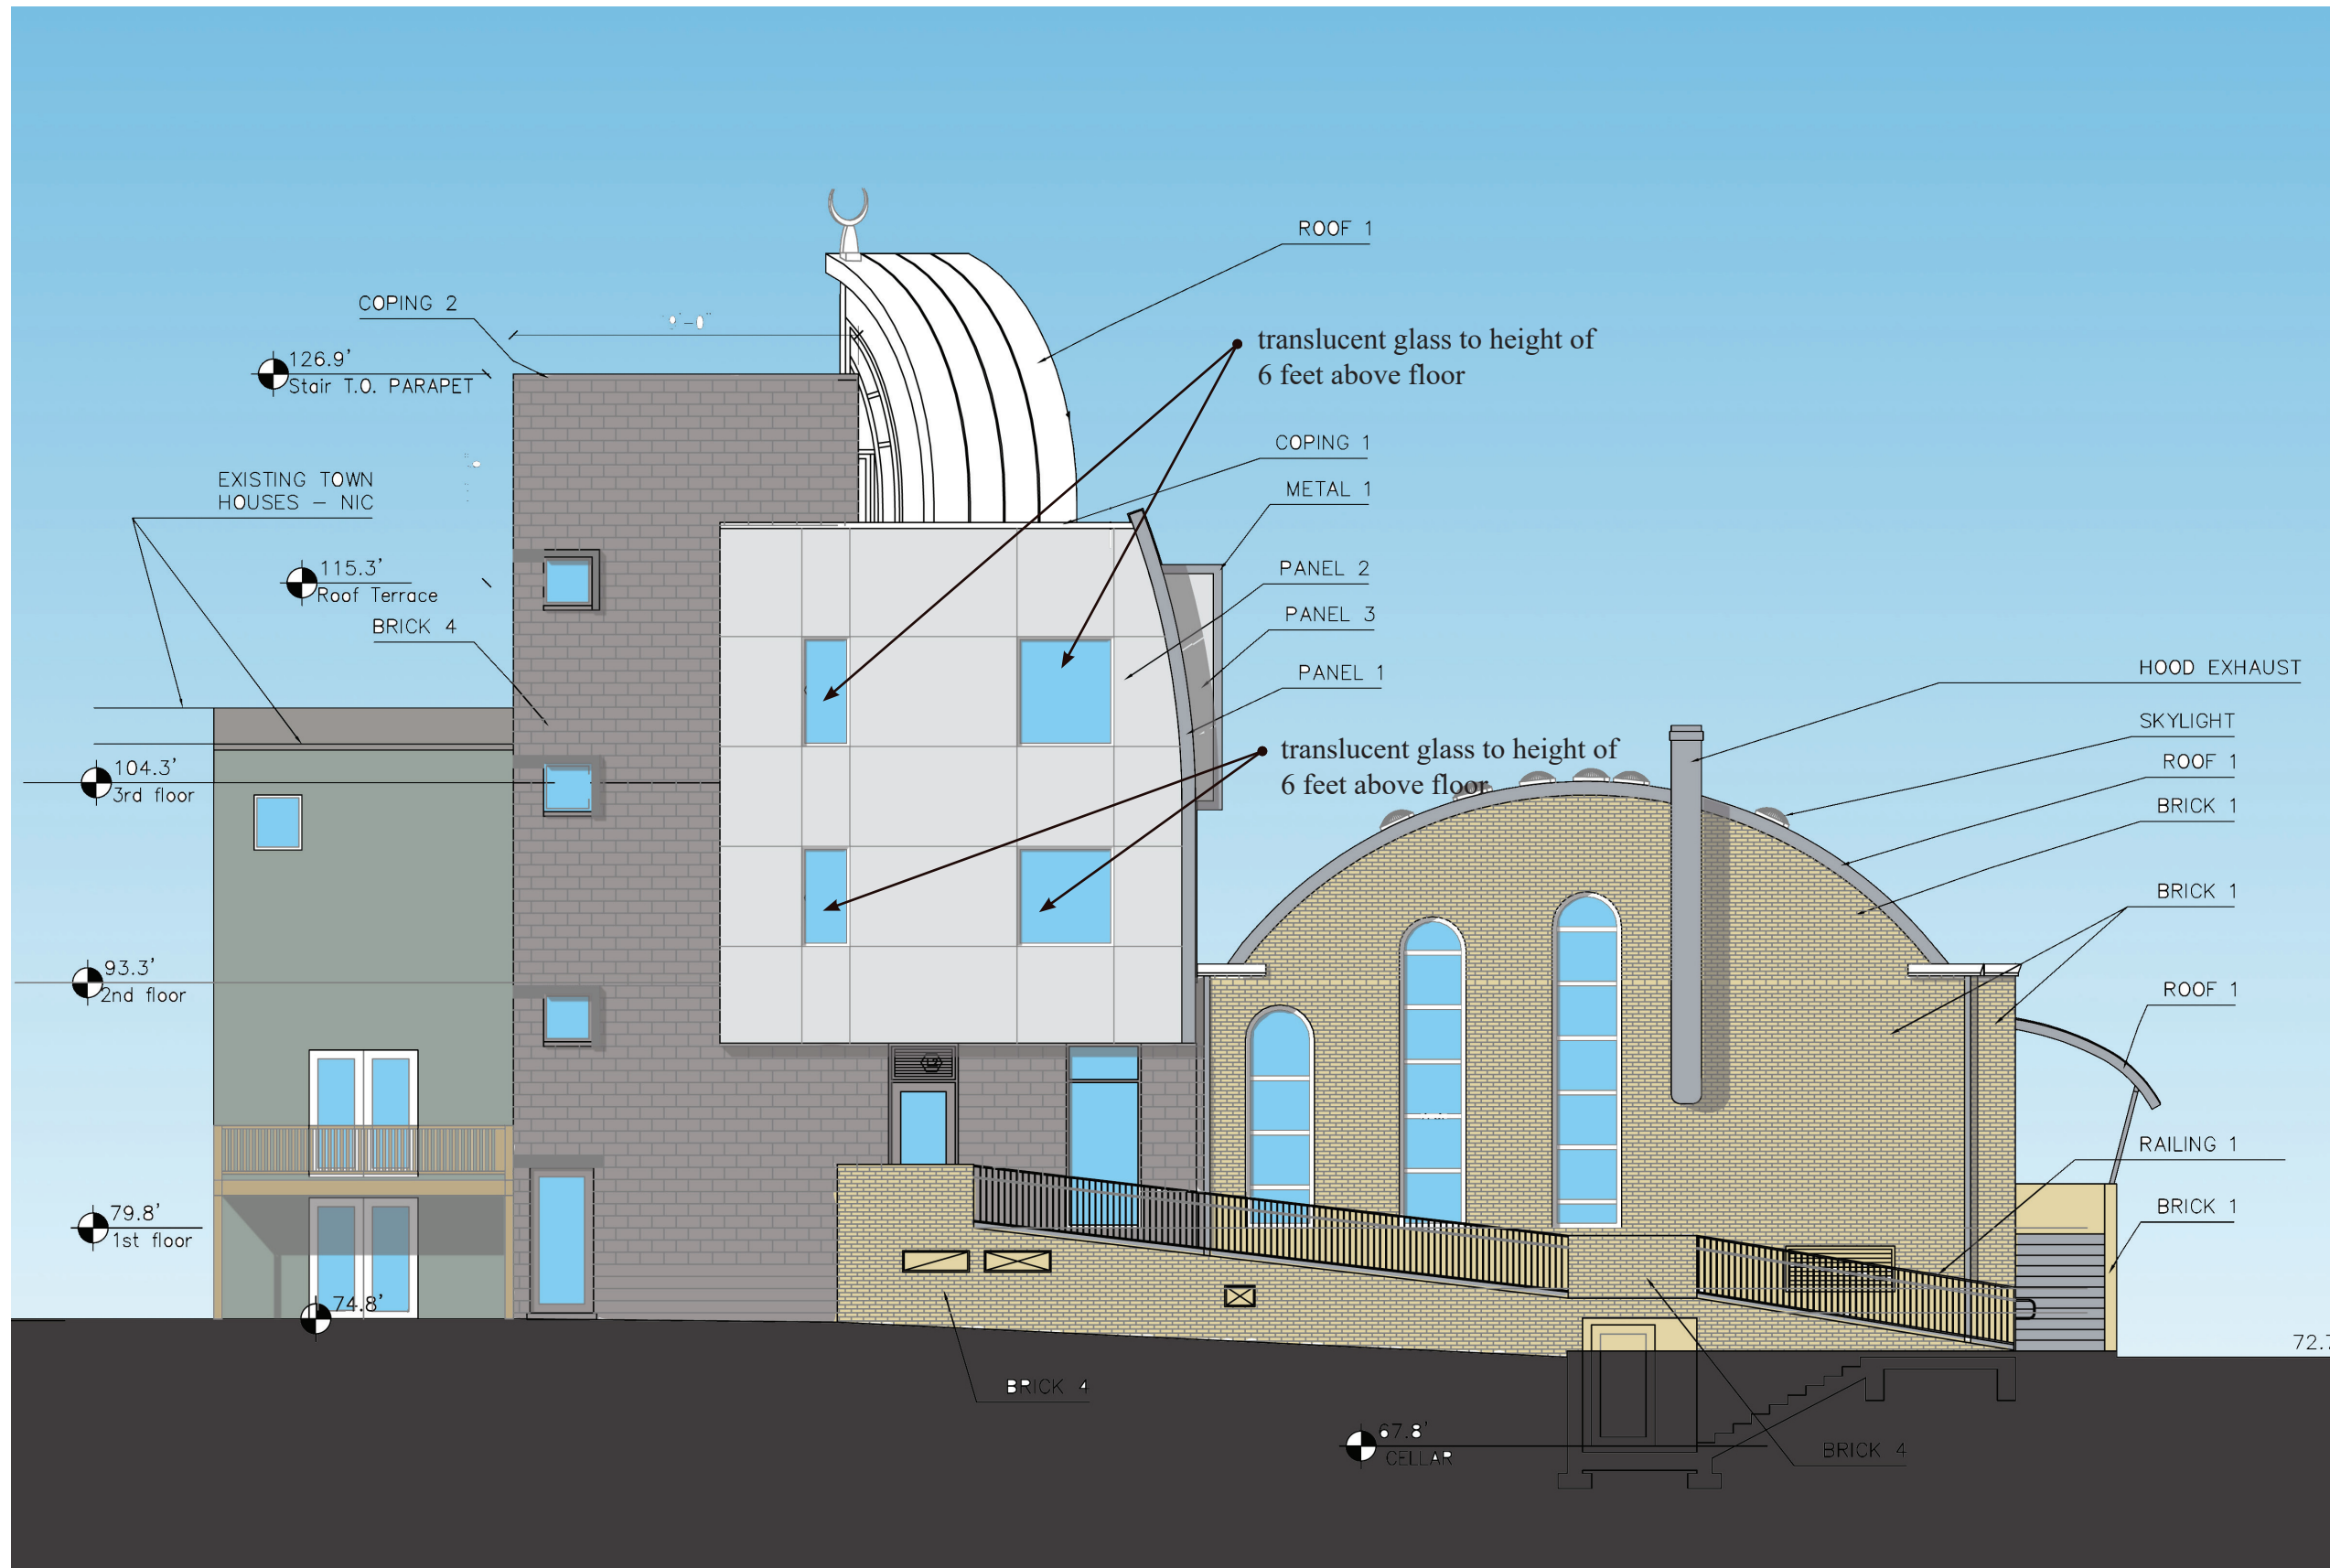 ROOF 1
COPING 2
translucent glass to height of
6 feet above floor
126.9'
Stair T.O. PARAPET
COPING 1
EXISTING TOWN
HOUSES – NIC
METAL 1
115.3'
Roof Terrace
PANEL 2
BRICK 4
PANEL 3
PANEL 1
HOOD EXHAUST
SKYLIGHT
translucent glass to height of
6 feet above floor
ROOF 1
104.3'
3rd floor
BRICK 1
BRICK 1
93.3'
2nd floor
ROOF 1
RAILING 1
79.8'
1st floor
BRICK 1
74.8'
BRICK 4
67.8'
CELLAR
BRICK 4